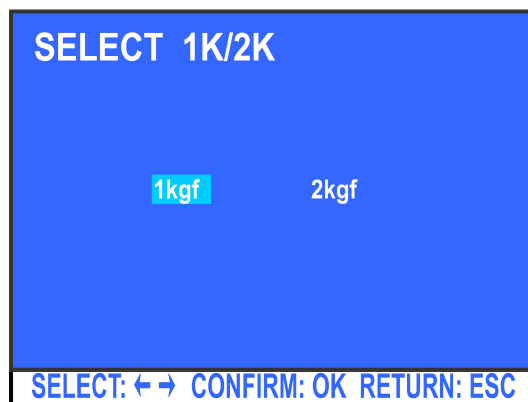 SELECT 1K/2K
1kgf 2kgf
SELECT: ← → CONFIRM: OK RETURN: ESC